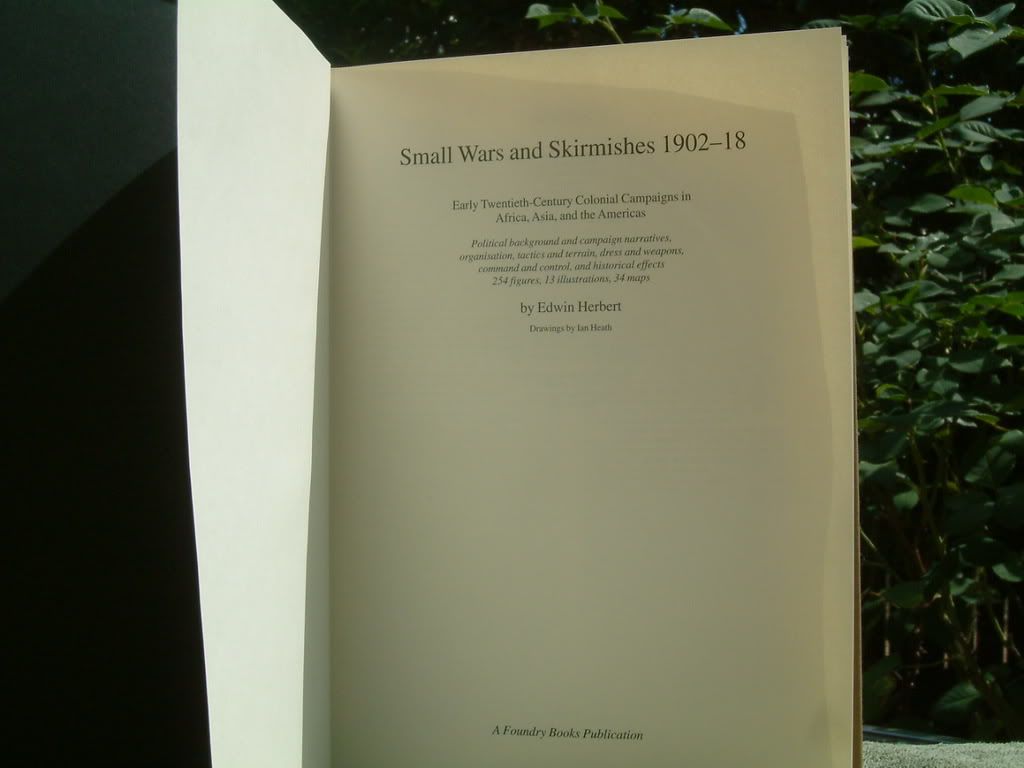 Small Wars and Skirmishes 1902–18
Early Twentieth-Century Colonial Campaigns in
Africa, Asia, and the Americas
Political background and campaign narratives,
organisation, tactics and terrain, dress and weapons,
command and control, and historical effects
254 figures, 13 illustrations, 34 maps
by Edwin Herbert
Drawings by Ian Heath
A Foundry Books Publication